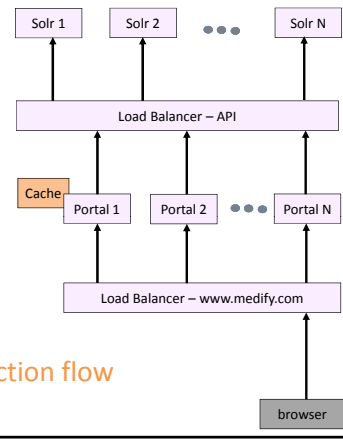 Solr 1
Solr 2
Solr N
Load Balancer – API
Cache
Portal 1
Portal 2
Portal N
Load Balancer – www.medify.com
ction flow
browser